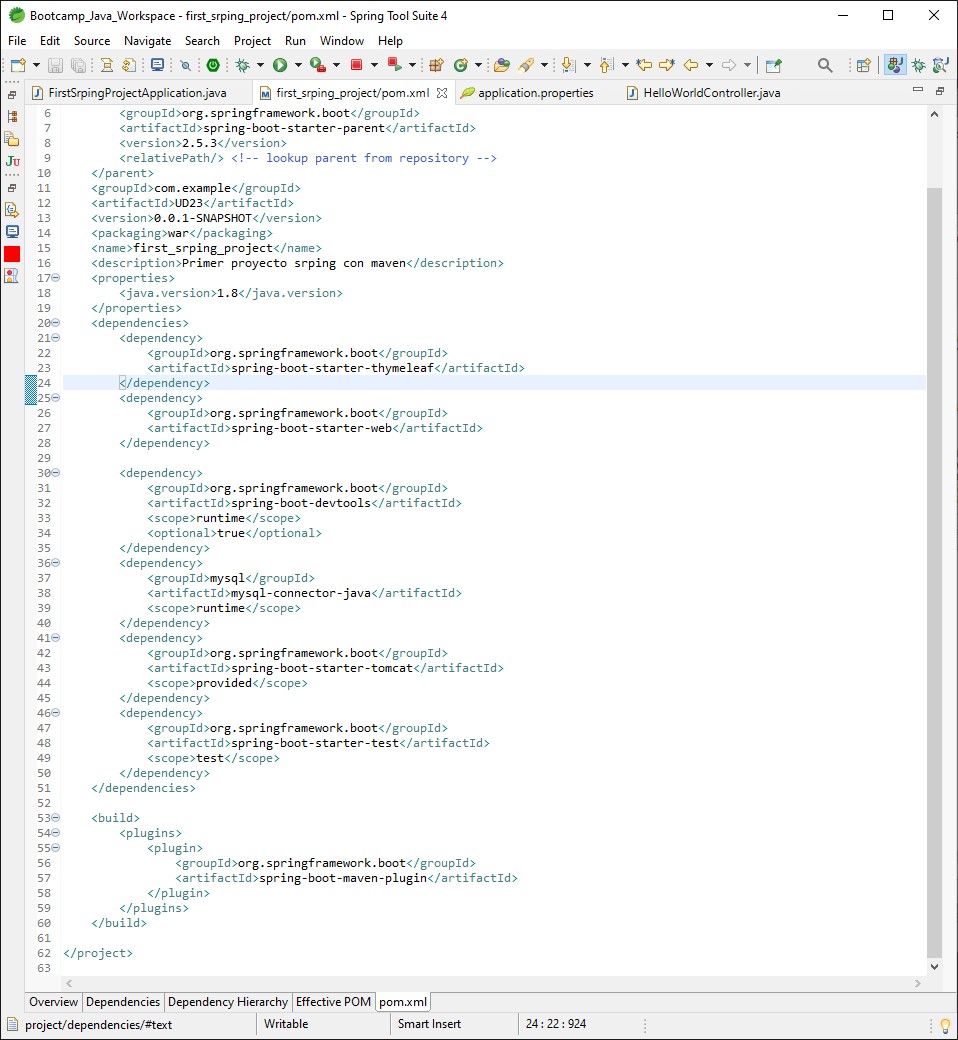 Bootcamp_Java_Workspace - first_srping_project/pom.xml - Spring Tool Suite 4
File Edit Source Navigate Search Project Run Window Help
FirstSrpingProjectApplication.java first_srping_project/pom.xml application.properties HelloWorldController.java
6 <groupId>org.springframework.boot</groupId>
7 <artifactId>spring-boot-starter-parent</artifactId>
8 <version>2.5.3</version>
9 <relativePath/> <!-- lookup parent from repository -->
10 </parent>
11 <groupId>com.example</groupId>
12 <artifactId>UD23</artifactId>
13 <version>0.0.1-SNAPSHOT</version>
14 <packaging>war</packaging>
15 <name>first_srping_project</name>
16 <description>Primer proyecto srping con maven</description>
17 <properties>
18 <java.version>1.8</java.version>
19 </properties>
20 <dependencies>
21 <dependency>
22 <groupId>org.springframework.boot</groupId>
23 <artifactId>spring-boot-starter-thymeleaf</artifactId>
24 </dependency>
25 <dependency>
26 <groupId>org.springframework.boot</groupId>
27 <artifactId>spring-boot-starter-web</artifactId>
28 </dependency>
29
30 <dependency>
31 <groupId>org.springframework.boot</groupId>
32 <artifactId>spring-boot-devtools</artifactId>
33 <scope>runtime</scope>
34 <optional>true</optional>
35 </dependency>
36 <dependency>
37 <groupId>mysql</groupId>
38 <artifactId>mysql-connector-java</artifactId>
39 <scope>runtime</scope>
40 </dependency>
41 <dependency>
42 <groupId>org.springframework.boot</groupId>
43 <artifactId>spring-boot-starter-tomcat</artifactId>
44 <scope>provided</scope>
45 </dependency>
46 <dependency>
47 <groupId>org.springframework.boot</groupId>
48 <artifactId>spring-boot-starter-test</artifactId>
49 <scope>test</scope>
50 </dependency>
51 </dependencies>
52
53 <build>
54 <plugins>
55 <plugin>
56 <groupId>org.springframework.boot</groupId>
57 <artifactId>spring-boot-maven-plugin</artifactId>
58 </plugin>
59 </plugins>
60 </build>
61
62 </project>
63
Overview Dependencies Dependency Hierarchy Effective POM pom.xml
project/dependencies/#text Writable Smart Insert 24 : 22 : 924